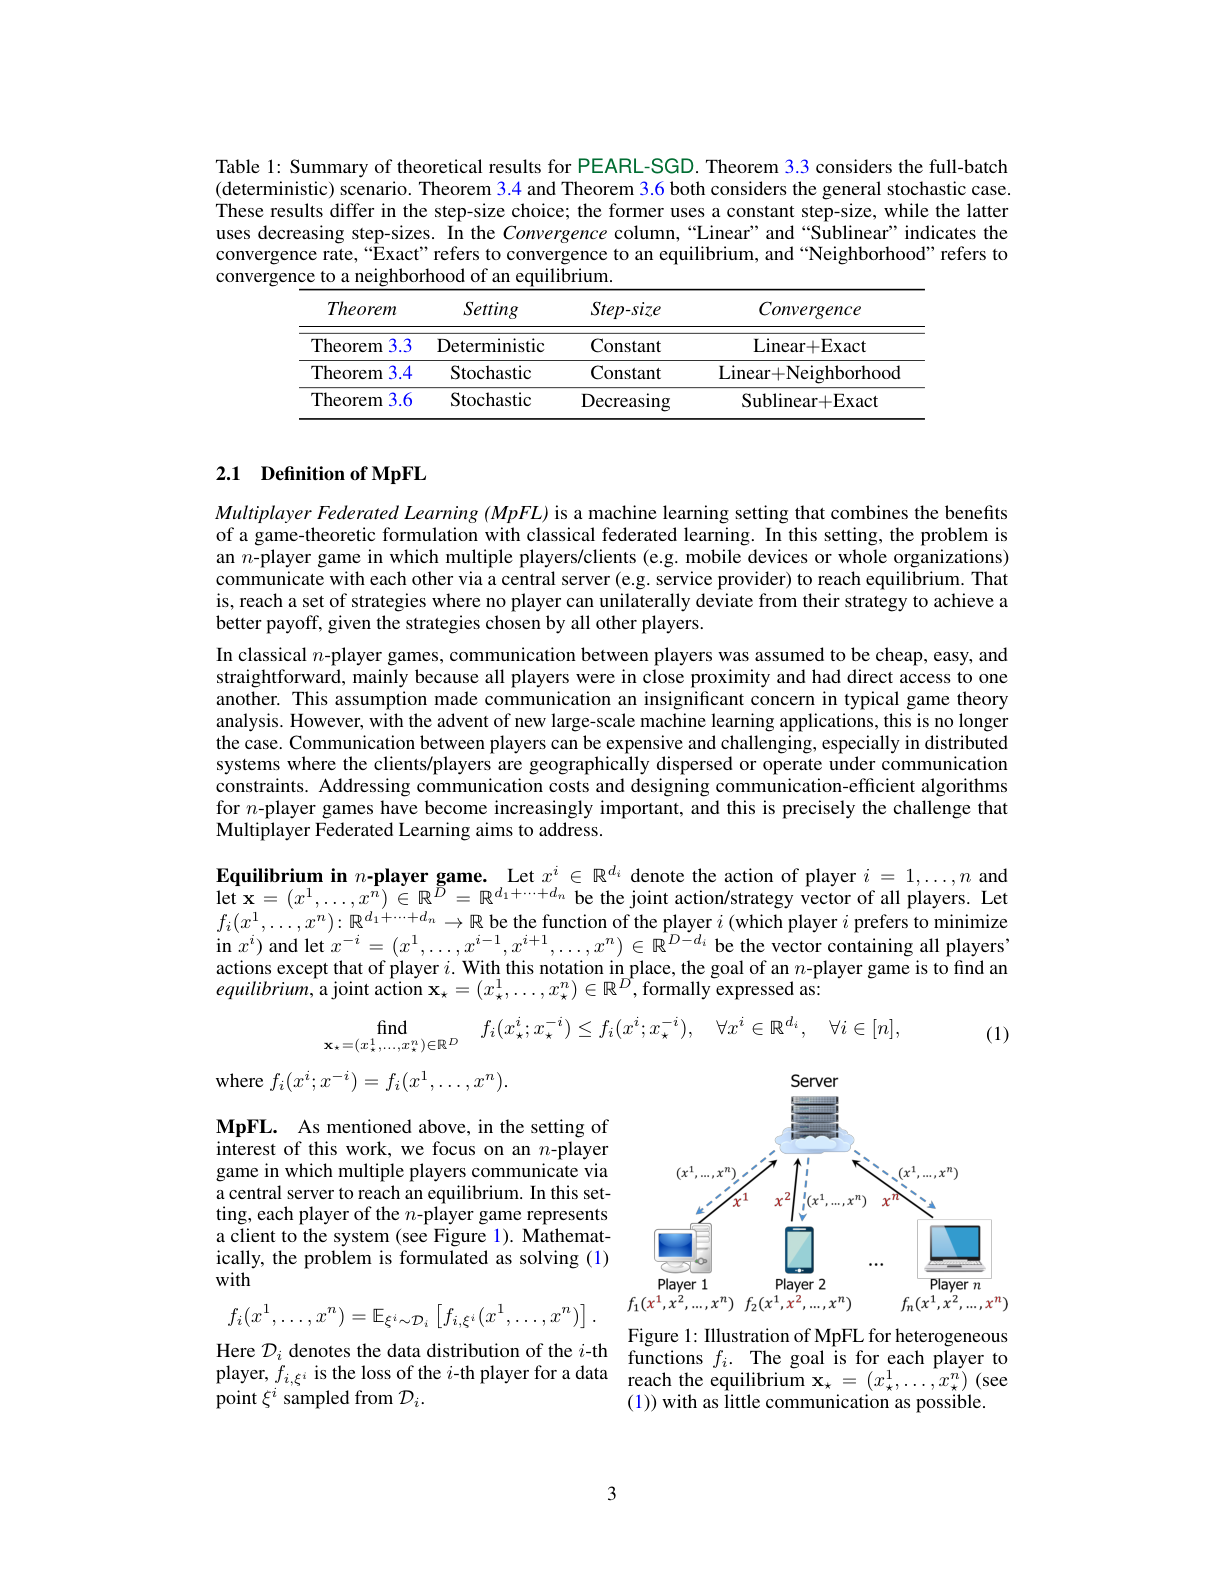 Table 1: Summary of theoretical results for PEARL-SGD. Theorem 3.3 considers the full-batch
(deterministic) scenario. Theorem 3.4 and Theorem 3.6 both considers the general stochastic case.
These results differ in the step-size choice; the former uses a constant step-size, while the latter
uses decreasing step-sizes. In the Convergence column, “Linear” and “Sublinear” indicates the
convergence rate, “Exact” refers to convergence to an equilibrium, and “Neighborhood” refers to
convergence to a neighborhood of an equilibrium.
Theorem Setting Step-size Convergence
Theorem 3.3 Deterministic Constant Linear+Exact
Theorem 3.4 Stochastic Constant Linear+Neighborhood
Theorem 3.6 Stochastic Decreasing Sublinear+Exact
2.1 Definition of MpFL
Multiplayer Federated Learning (MpFL) is a machine learning setting that combines the benefits
of a game-theoretic formulation with classical federated learning. In this setting, the problem is
an n-player game in which multiple players/clients (e.g. mobile devices or whole organizations)
communicate with each other via a central server (e.g. service provider) to reach equilibrium. That
is, reach a set of strategies where no player can unilaterally deviate from their strategy to achieve a
better payoff, given the strategies chosen by all other players.
In classical n-player games, communication between players was assumed to be cheap, easy, and
straightforward, mainly because all players were in close proximity and had direct access to one
another. This assumption made communication an insignificant concern in typical game theory
analysis. However, with the advent of new large-scale machine learning applications, this is no longer
the case. Communication between players can be expensive and challenging, especially in distributed
systems where the clients/players are geographically dispersed or operate under communication
constraints. Addressing communication costs and designing communication-efficient algorithms
for n-player games have become increasingly important, and this is precisely the challenge that
Multiplayer Federated Learning aims to address.
Equilibrium in n-player game. Let x^i ∈ ℝ^{d_i} denote the action of player i = 1, . . . , n and
let x = (x^1, . . . , x^n) ∈ ℝ^D = ℝ^{d_1+···+d_n} be the joint action/strategy vector of all players. Let
f_i(x^1, . . . , x^n): ℝ^{d_1+···+d_n} → ℝ be the function of the player i (which player i prefers to minimize
in x^i) and let x^{-i} = (x^1, . . . , x^{i-1}, x^{i+1}, . . . , x^n) ∈ ℝ^{D-d_i} be the vector containing all players’
actions except that of player i. With this notation in place, the goal of an n-player game is to find an
equilibrium, a joint action x_⋆ = (x_⋆^1, . . . , x_⋆^n) ∈ ℝ^D, formally expressed as:
find_{x_⋆=(x_⋆^1,...,x_⋆^n)∈ℝ^D} f_i(x_⋆^i; x_⋆^{-i}) ≤ f_i(x^i; x_⋆^{-i}), ∀x^i ∈ ℝ^{d_i}, ∀i ∈ [n], (1)
where f_i(x^i; x^{-i}) = f_i(x^1, . . . , x^n).
MpFL. As mentioned above, in the setting of
interest of this work, we focus on an n-player
game in which multiple players communicate via
a central server to reach an equilibrium. In this set-
ting, each player of the n-player game represents
a client to the system (see Figure 1). Mathemat-
ically, the problem is formulated as solving (1)
with
f_i(x^1, . . . , x^n) = 𝔼_{ξ^i∼𝒟_i} [f_{i,ξ^i}(x^1, . . . , x^n)] .
Here 𝒟_i denotes the data distribution of the i-th
player, f_{i,ξ^i} is the loss of the i-th player for a data
point ξ^i sampled from 𝒟_i.
Server
(x^1, ..., x^n) (x^1, ..., x^n)
x^1 x^2 (x^1, ..., x^n) x^n
...
Player 1 Player 2 Player n
f_1(x^1, x^2, ..., x^n) f_2(x^1, x^2, ..., x^n) f_n(x^1, x^2, ..., x^n)
Figure 1: Illustration of MpFL for heterogeneous
functions f_i. The goal is for each player to
reach the equilibrium x_⋆ = (x_⋆^1, . . . , x_⋆^n) (see
(1)) with as little communication as possible.
3